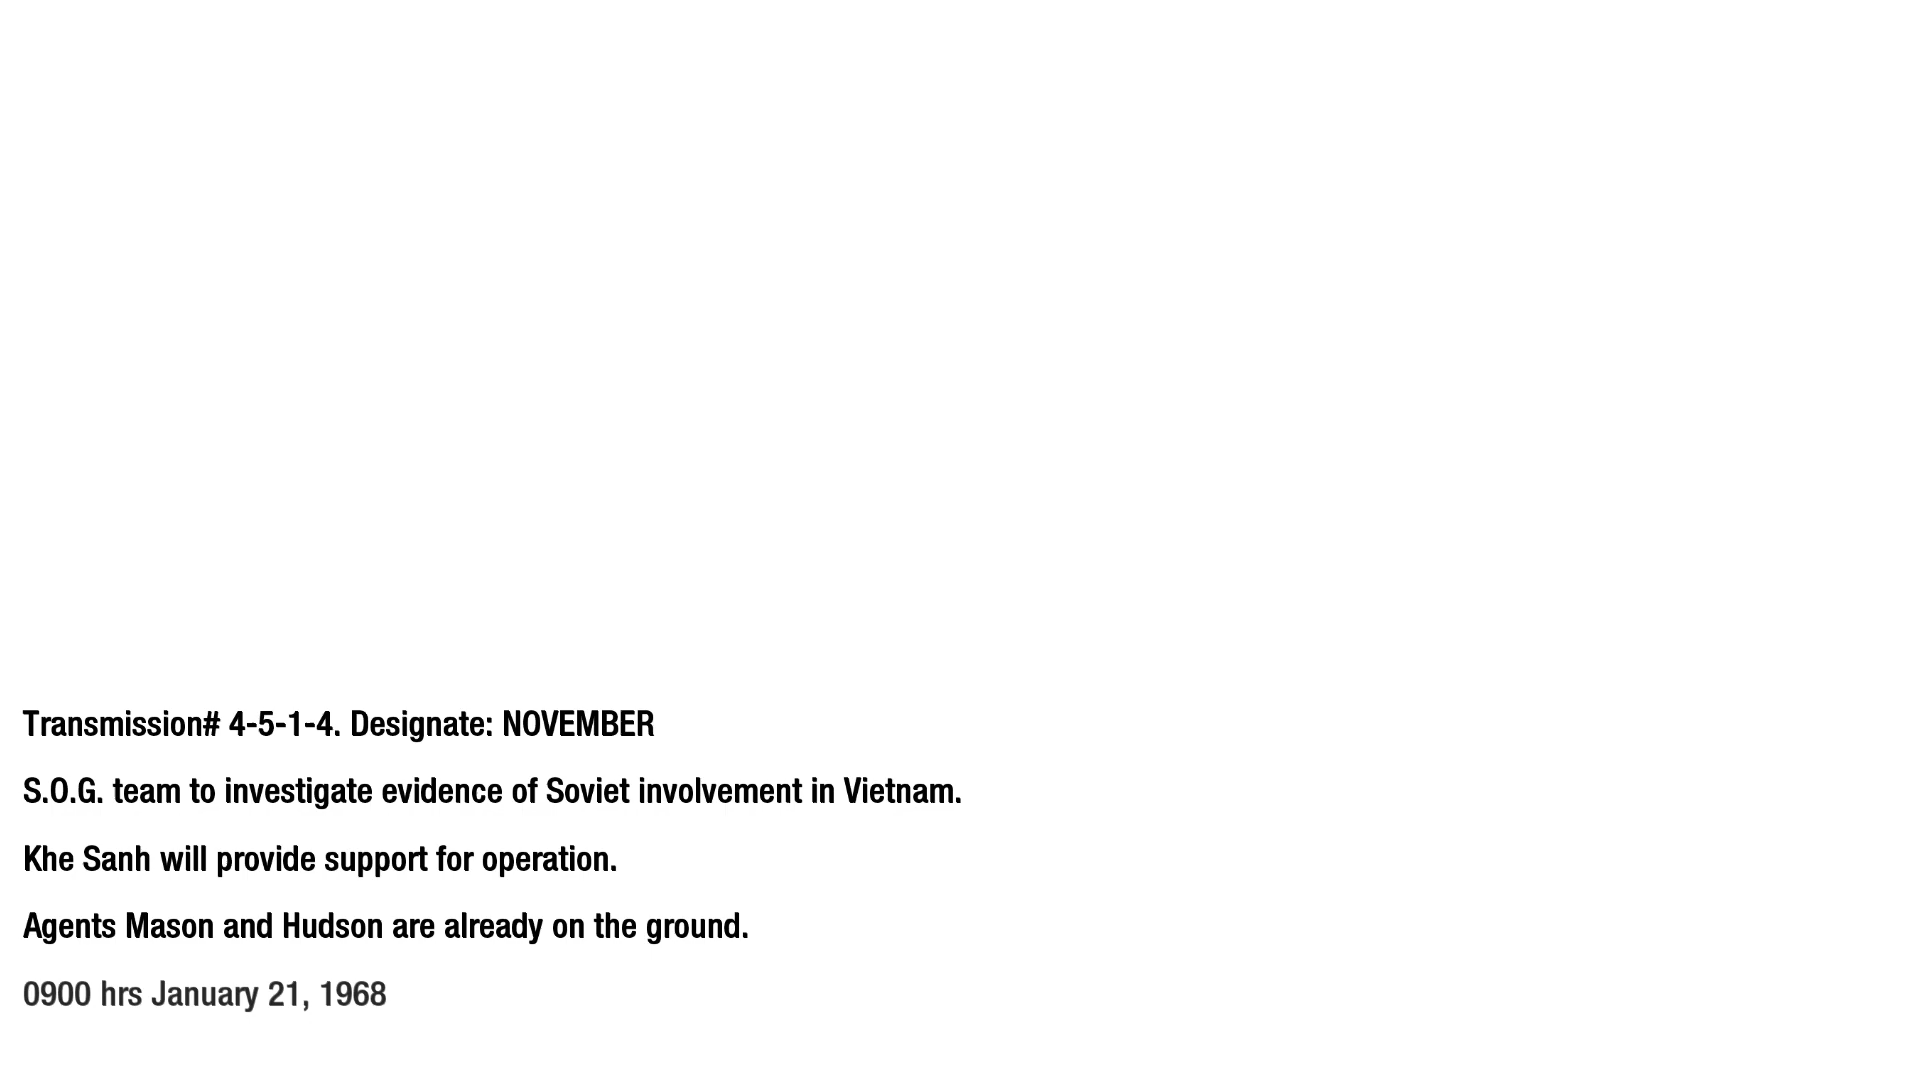 Transmission# 4-5-1-4. Designate: NOVEMBER
S.O.G. team to investigate evidence of Soviet involvement in Vietnam.
Khe Sanh will provide support for operation.
Agents Mason and Hudson are already on the ground.
0900 hrs January 21, 1968